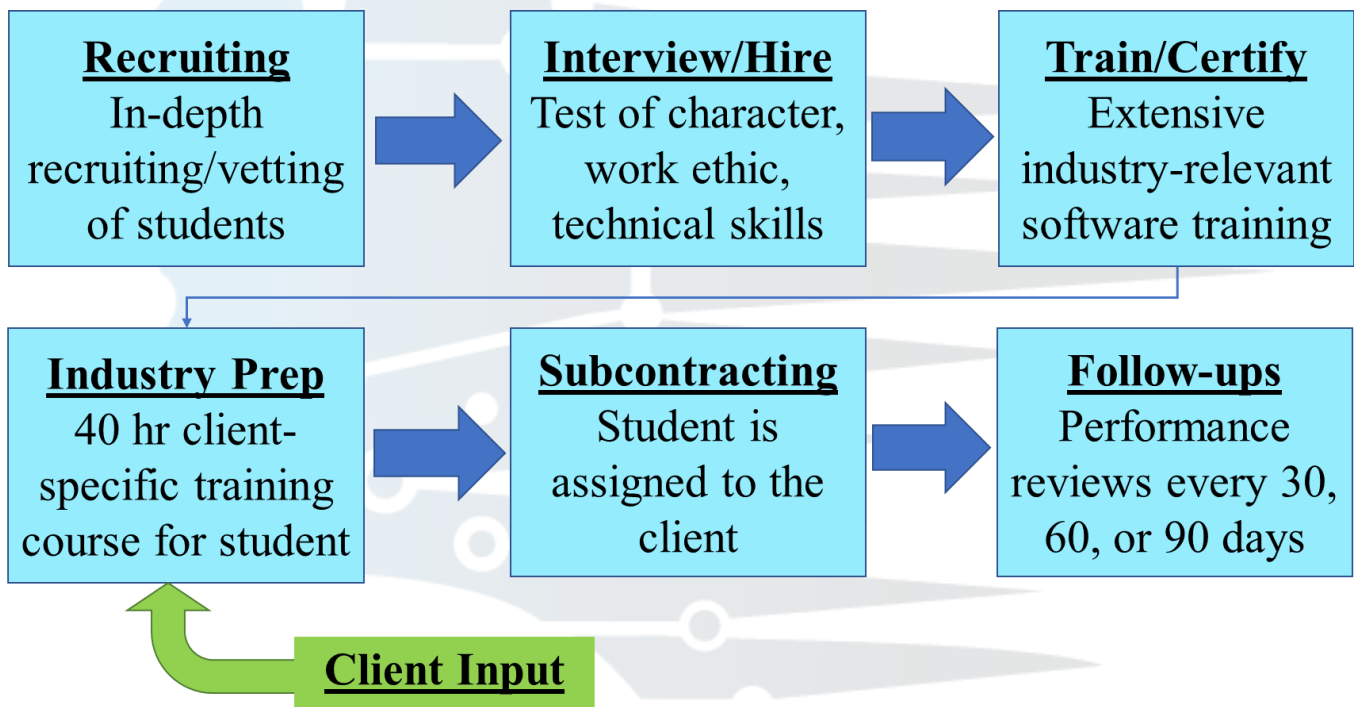 Recruiting
In-depth
recruiting/vetting
of students
Interview/Hire
Test of character,
work ethic,
technical skills
Train/Certify
Extensive
industry-relevant
software training
Industry Prep
40 hr client-
specific training
course for student
Subcontracting
Student is
assigned to the
client
Follow-ups
Performance
reviews every 30,
60, or 90 days
Client Input